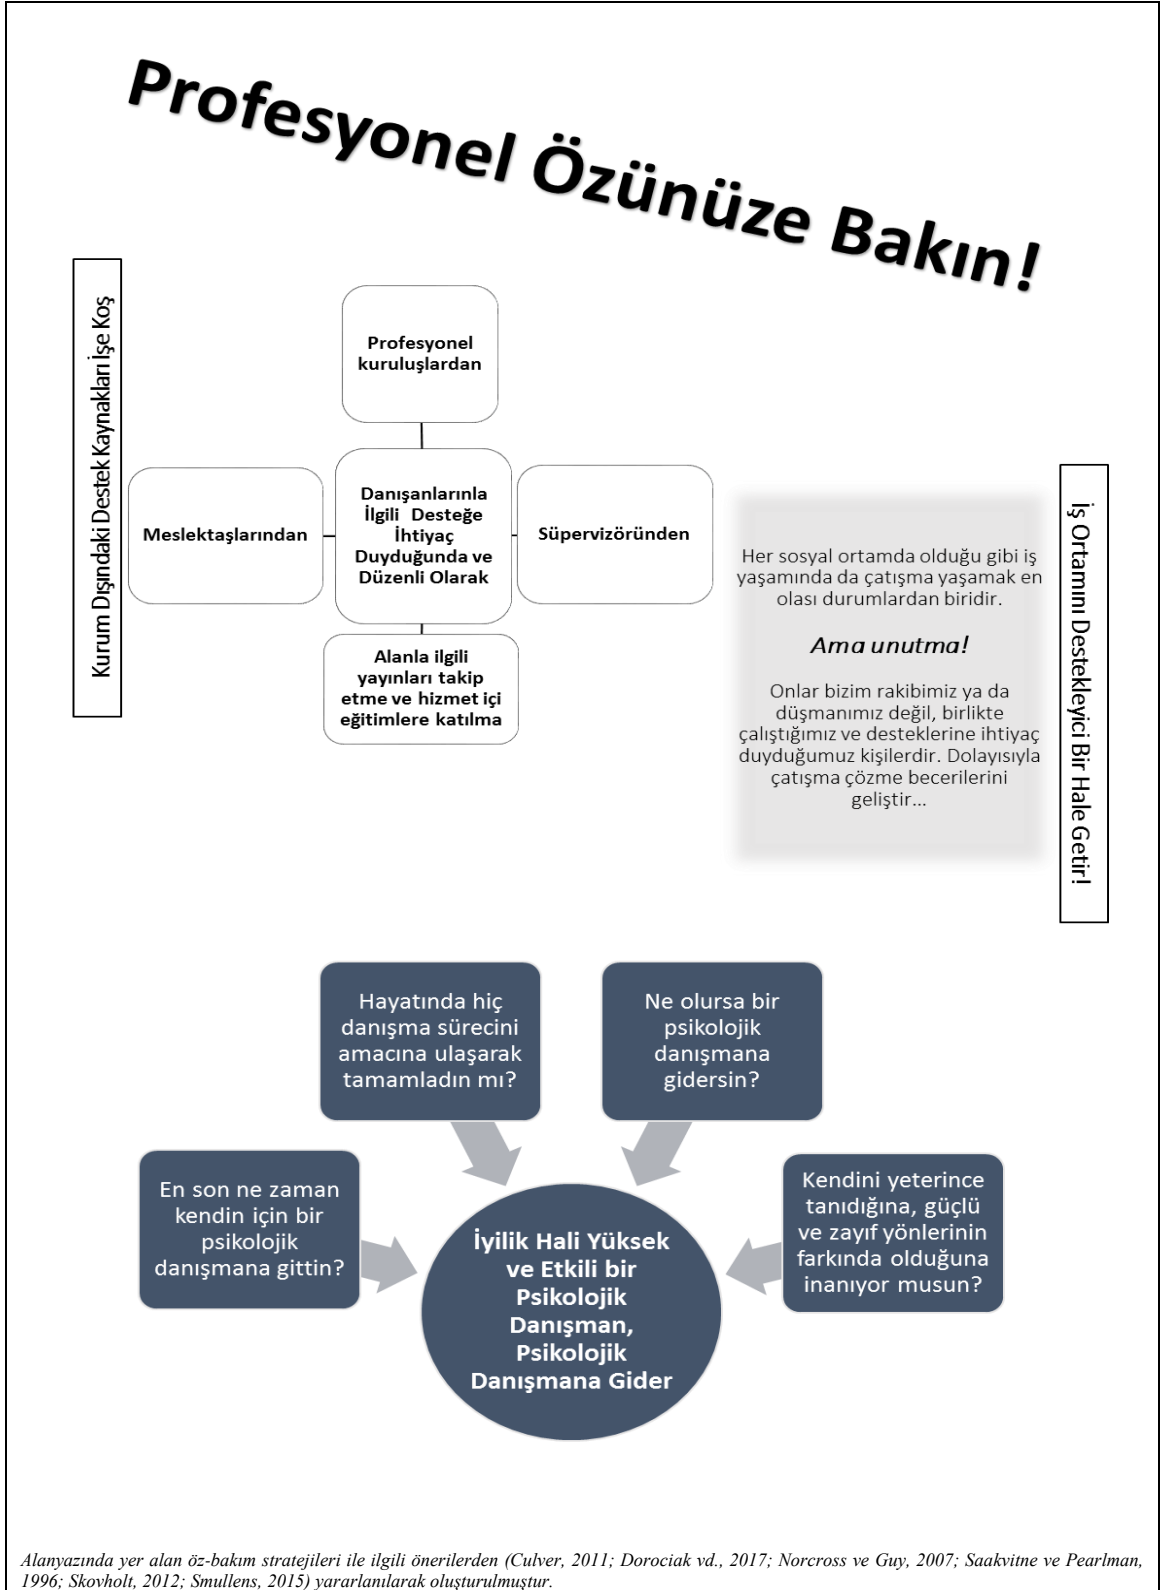 Profesyonel Özünüze Bakın!
Kurum Dışındaki Destek Kaynakları İşe Koş
Profesyonel
kuruluşlardan
Meslektaşlarından
Danışanlarınla
İlgili Desteğe
İhtiyaç
Duyduğunda ve
Düzenli Olarak
Süpervizöründen
Alanla ilgili
yayınları takip
etme ve hizmet içi
eğitimlere katılma
Her sosyal ortamda olduğu gibi iş
yaşamında da çatışma yaşamak en
olası durumlardan biridir.
Ama unutma!
Onlar bizim rakibimiz ya da
düşmanımız değil, birlikte
çalıştığımız ve desteklerine ihtiyaç
duyduğumuz kişilerdir. Dolayısıyla
çatışma çözme becerilerini
geliştir...
İş Ortamını Destekleyici Bir Hale Getir!
Hayatında hiç
danışma sürecini
amacına ulaşarak
tamamladın mı?
Ne olursa bir
psikolojik
danışmana
gidersin?
En son ne zaman
kendin için bir
psikolojik
danışmana gittin?
Kendini yeterince
tanıdığına, güçlü
ve zayıf yönlerinin
farkında olduğuna
inanıyor musun?
İyilik Hali Yüksek
ve Etkili bir
Psikolojik
Danışman,
Psikolojik
Danışmana Gider
Alanyazında yer alan öz-bakım stratejileri ile ilgili önerilerden (Culver, 2011; Dorociak vd., 2017; Norcross ve Guy, 2007; Saakvitne ve Pearlman,
1996; Skovholt, 2012; Smullens, 2015) yararlanılarak oluşturulmuştur.